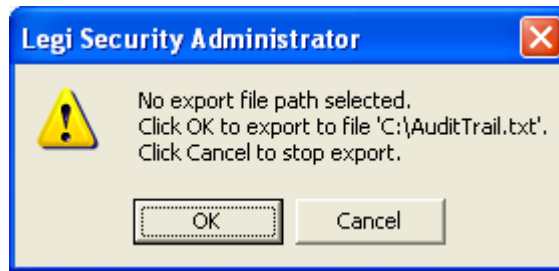 Legi Security Administrator
No export file path selected.
Click OK to export to file 'C:\AuditTrail.txt'.
Click Cancel to stop export.
OK
Cancel